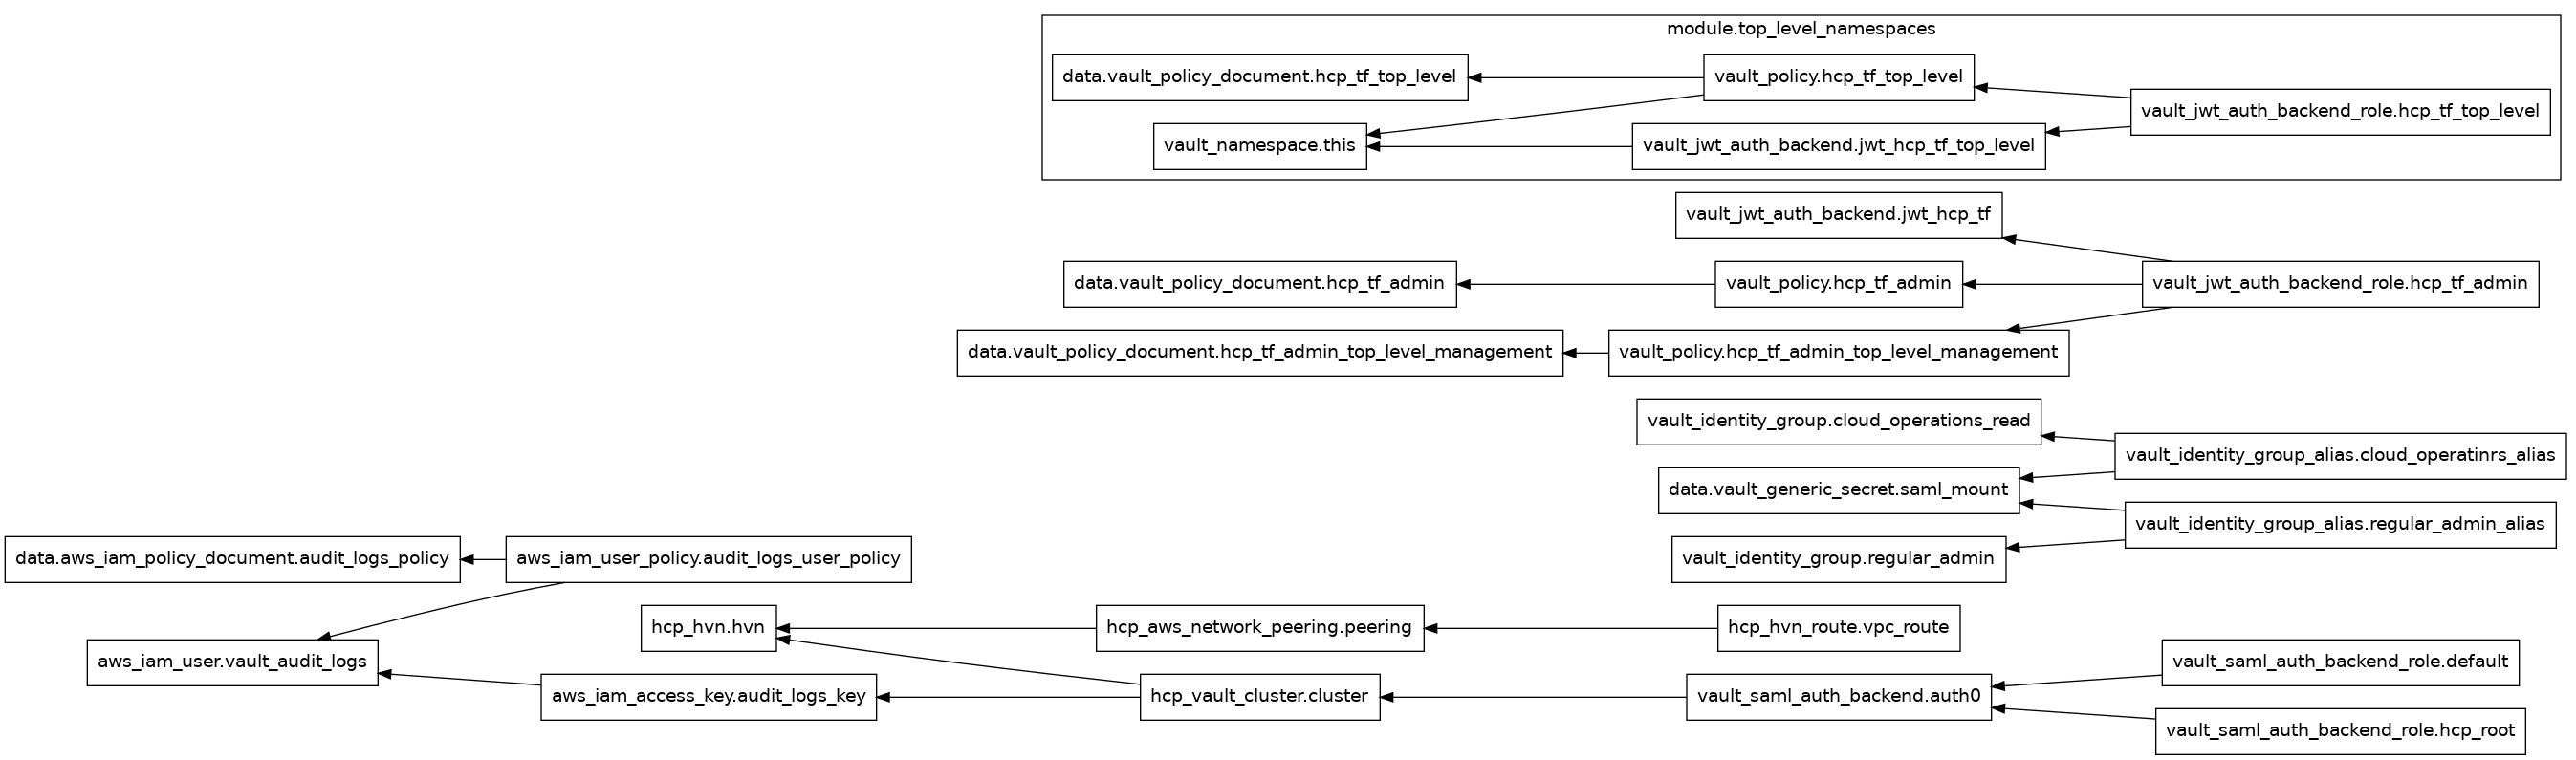 module.top_level_namespaces
data.vault_policy_document.hcp_tf_top_level
vault_policy.hcp_tf_top_level
vault_jwt_auth_backend_role.hcp_tf_top_level
vault_namespace.this
vault_jwt_auth_backend.jwt_hcp_tf_top_level
vault_jwt_auth_backend.jwt_hcp_tf
data.vault_policy_document.hcp_tf_admin
vault_policy.hcp_tf_admin
vault_jwt_auth_backend_role.hcp_tf_admin
data.vault_policy_document.hcp_tf_admin_top_level_management
vault_policy.hcp_tf_admin_top_level_management
vault_identity_group.cloud_operations_read
vault_identity_group_alias.cloud_operatinrs_alias
data.vault_generic_secret.saml_mount
vault_identity_group_alias.regular_admin_alias
data.aws_iam_policy_document.audit_logs_policy
aws_iam_user_policy.audit_logs_user_policy
vault_identity_group.regular_admin
hcp_hvn.hvn
hcp_aws_network_peering.peering
hcp_hvn_route.vpc_route
aws_iam_user.vault_audit_logs
vault_saml_auth_backend_role.default
aws_iam_access_key.audit_logs_key
hcp_vault_cluster.cluster
vault_saml_auth_backend.auth0
vault_saml_auth_backend_role.hcp_root